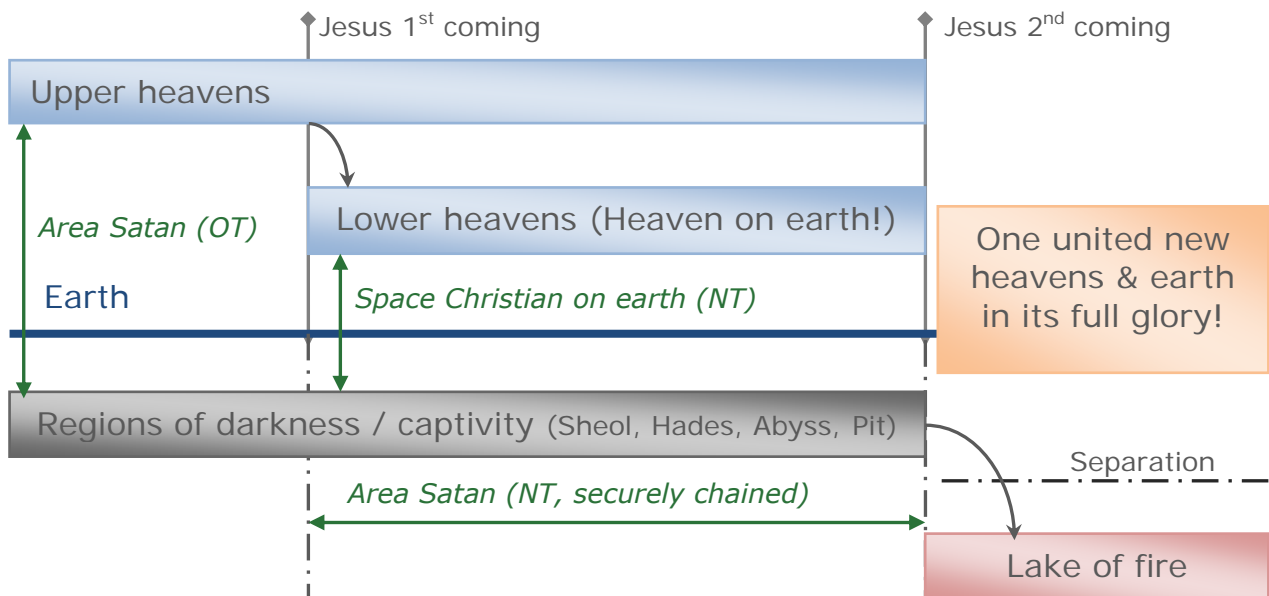 Jesus 1st coming
Jesus 2nd coming
Upper heavens
Lower heavens (Heaven on earth!)
Area Satan (OT)
One united new
heavens & earth
in its full glory!
Earth
Space Christian on earth (NT)
Regions of darkness / captivity (Sheol, Hades, Abyss, Pit)
Separation
Area Satan (NT, securely chained)
Lake of fire